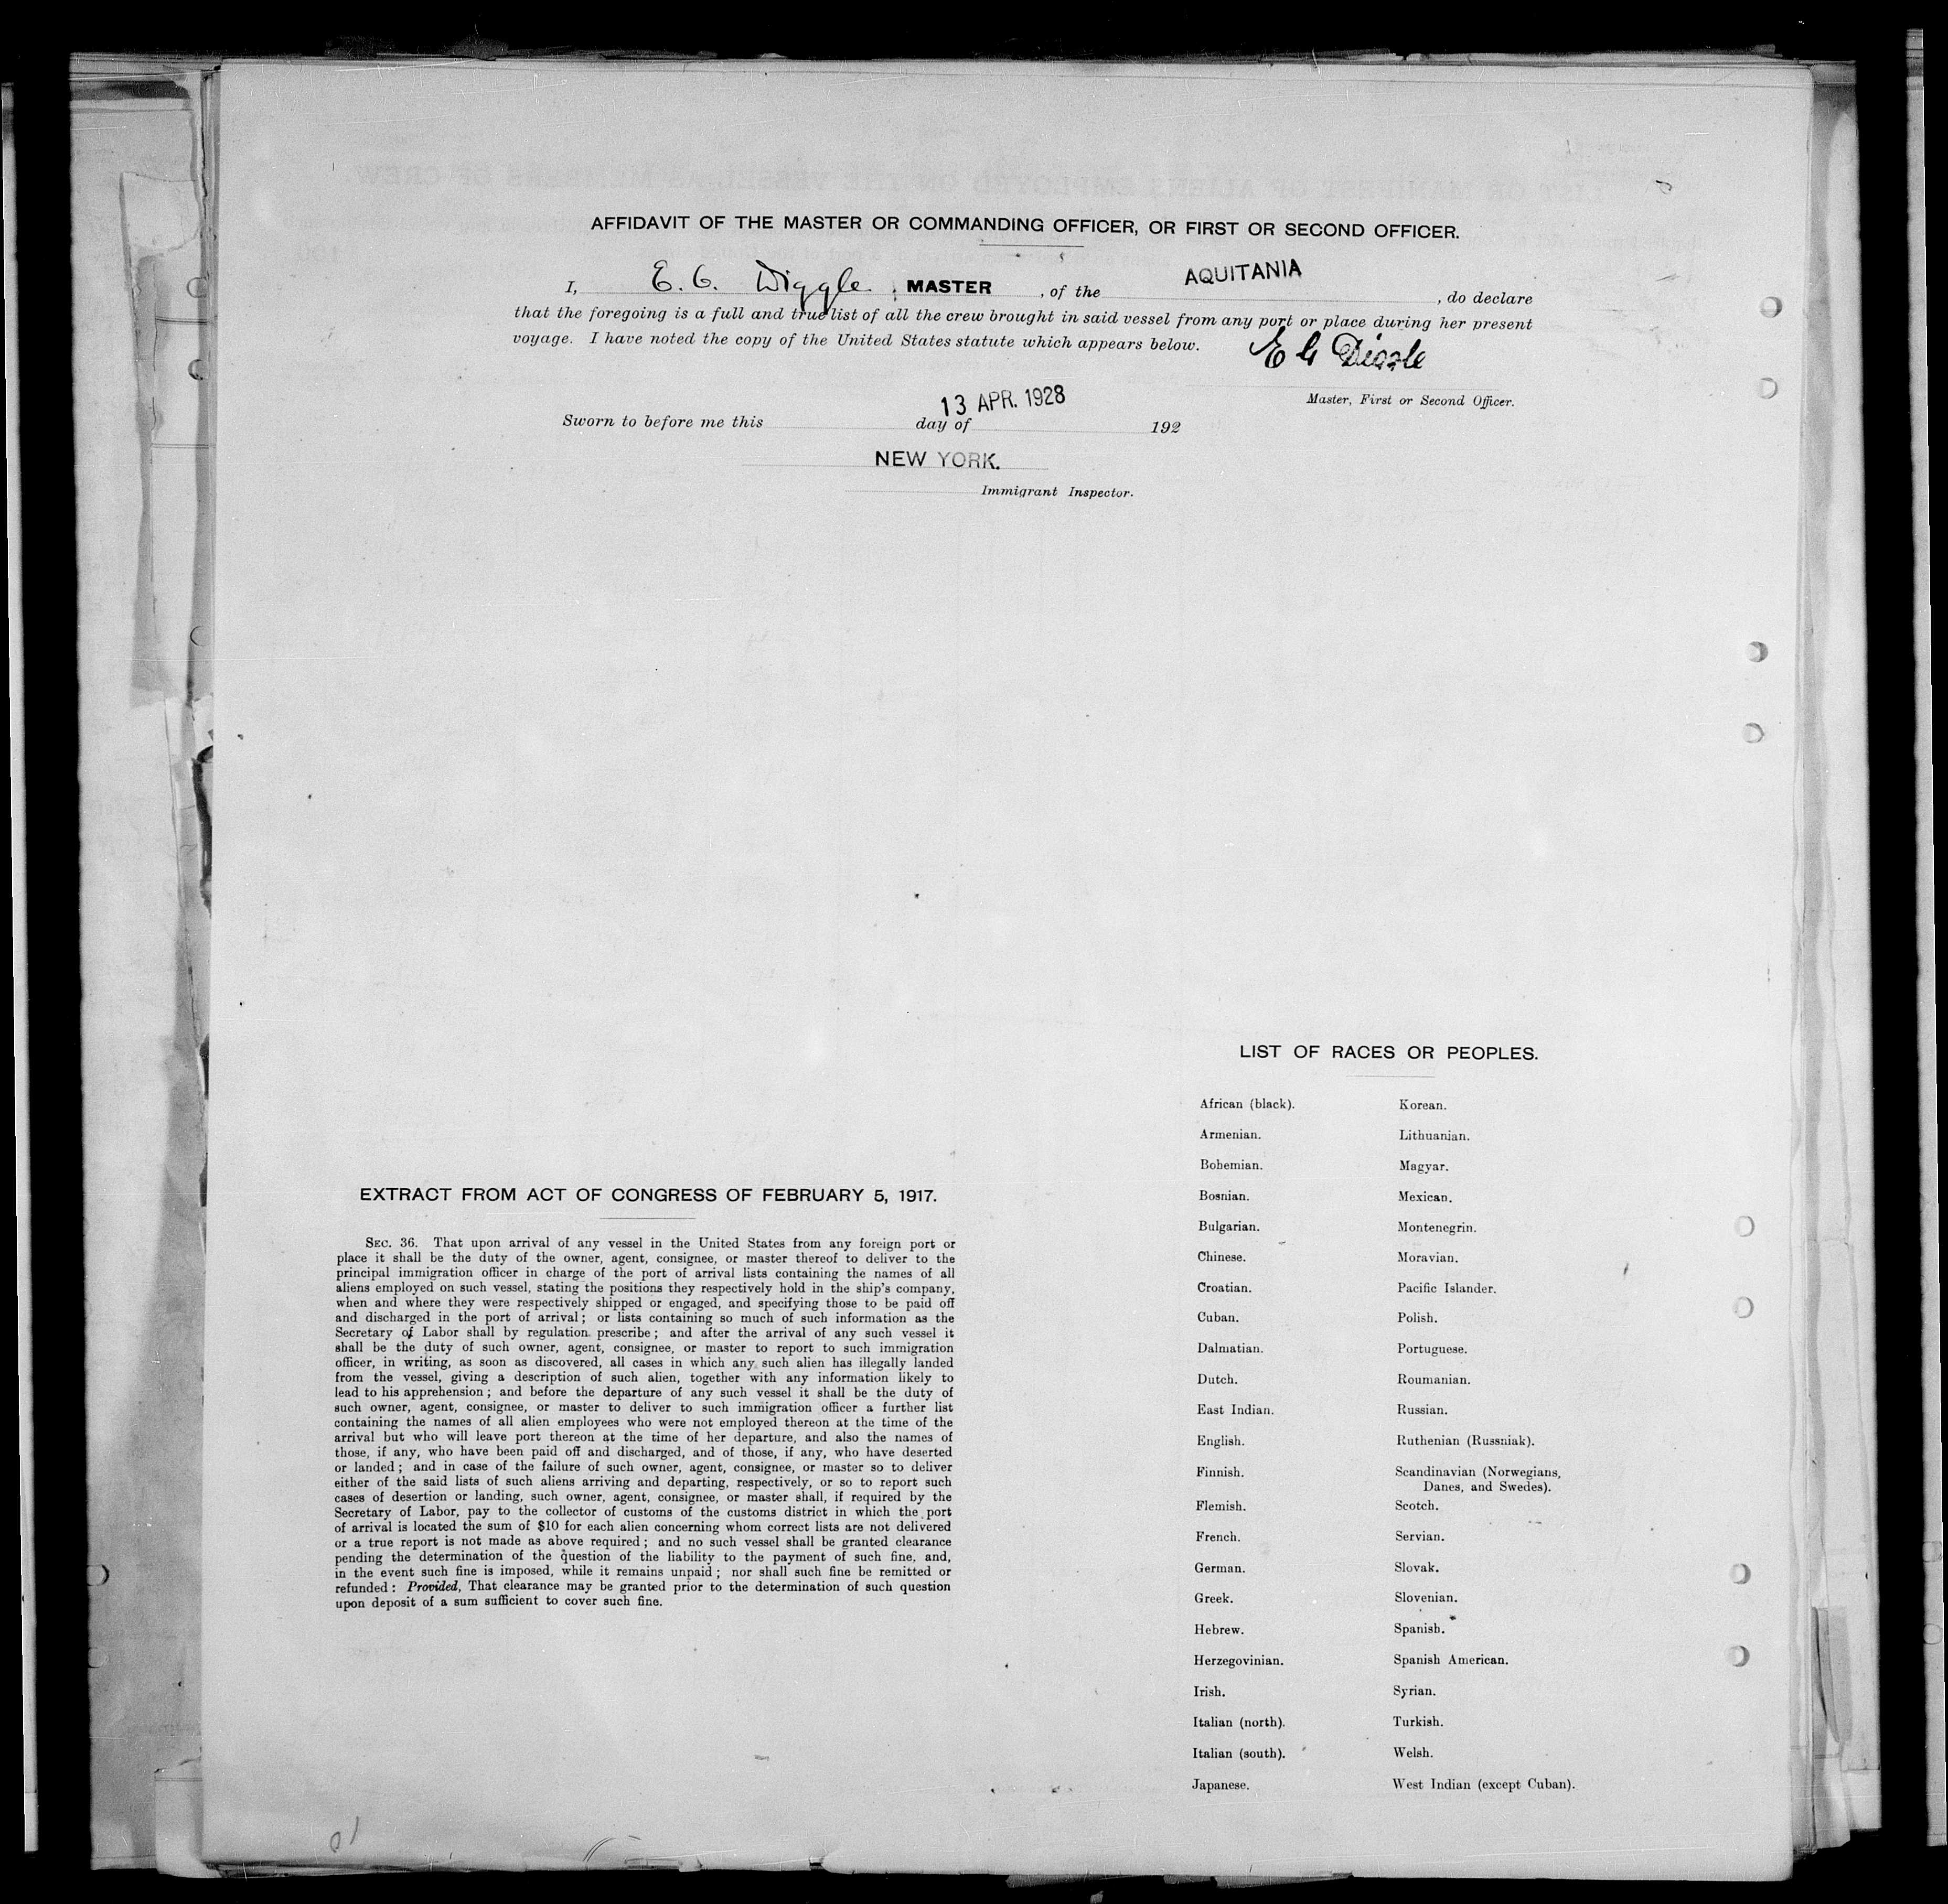 AFFIDAVIT OF THE MASTER OR COMMANDING OFFICER, OR FIRST OR SECOND OFFICER.
I, E. G. Diggle, MASTER, of the AQUITANIA, do declare
that the foregoing is a full and true list of all the crew brought in said vessel from any port or place during her present
voyage. I have noted the copy of the United States statute which appears below.
E G Diggle
Master, First or Second Officer.
13 APR. 1928
Sworn to before me this day of 192
NEW YORK.
Immigrant Inspector.
EXTRACT FROM ACT OF CONGRESS OF FEBRUARY 5, 1917.
SEC. 36. That upon arrival of any vessel in the United States from any foreign port or
place it shall be the duty of the owner, agent, consignee, or master thereof to deliver to the
principal immigration officer in charge of the port of arrival lists containing the names of all
aliens employed on such vessel, stating the positions they respectively hold in the ship's company,
when and where they were respectively shipped or engaged, and specifying those to be paid off
and discharged in the port of arrival; or lists containing so much of such information as the
Secretary of Labor shall by regulation prescribe; and after the arrival of any such vessel it
shall be the duty of such owner, agent, consignee, or master to report to such immigration
officer, in writing, as soon as discovered, all cases in which any such alien has illegally landed
from the vessel, giving a description of such alien, together with any information likely to
lead to his apprehension; and before the departure of any such vessel it shall be the duty of
such owner, agent, consignee, or master to deliver to such immigration officer a further list
containing the names of all alien employees who were not employed thereon at the time of the
arrival but who will leave port thereon at the time of her departure, and also the names of
those, if any, who have been paid off and discharged, and of those, if any, who have deserted
or landed; and in case of the failure of such owner, agent, consignee, or master so to deliver
either of the said lists of such aliens arriving and departing, respectively, or so to report such
cases of desertion or landing, such owner, agent, consignee, or master shall, if required by the
Secretary of Labor, pay to the collector of customs of the customs district in which the port
of arrival is located the sum of $10 for each alien concerning whom correct lists are not delivered
or a true report is not made as above required; and no such vessel shall be granted clearance
pending the determination of the question of the liability to the payment of such fine, and,
in the event such fine is imposed, while it remains unpaid; nor shall such fine be remitted or
refunded: Provided, That clearance may be granted prior to the determination of such question
upon deposit of a sum sufficient to cover such fine.
LIST OF RACES OR PEOPLES.
African (black).
Armenian.
Bohemian.
Bosnian.
Bulgarian.
Chinese.
Croatian.
Cuban.
Dalmatian.
Dutch.
East Indian.
English.
Finnish.
Flemish.
French.
German.
Greek.
Hebrew.
Herzegovinian.
Irish.
Italian (north).
Italian (south).
Japanese.
Korean.
Lithuanian.
Magyar.
Mexican.
Montenegrin.
Moravian.
Pacific Islander.
Polish.
Portuguese.
Roumanian.
Russian.
Ruthenian (Russniak).
Scandinavian (Norwegians,
Danes, and Swedes).
Scotch.
Servian.
Slovak.
Slovenian.
Spanish.
Spanish American.
Syrian.
Turkish.
Welsh.
West Indian (except Cuban).